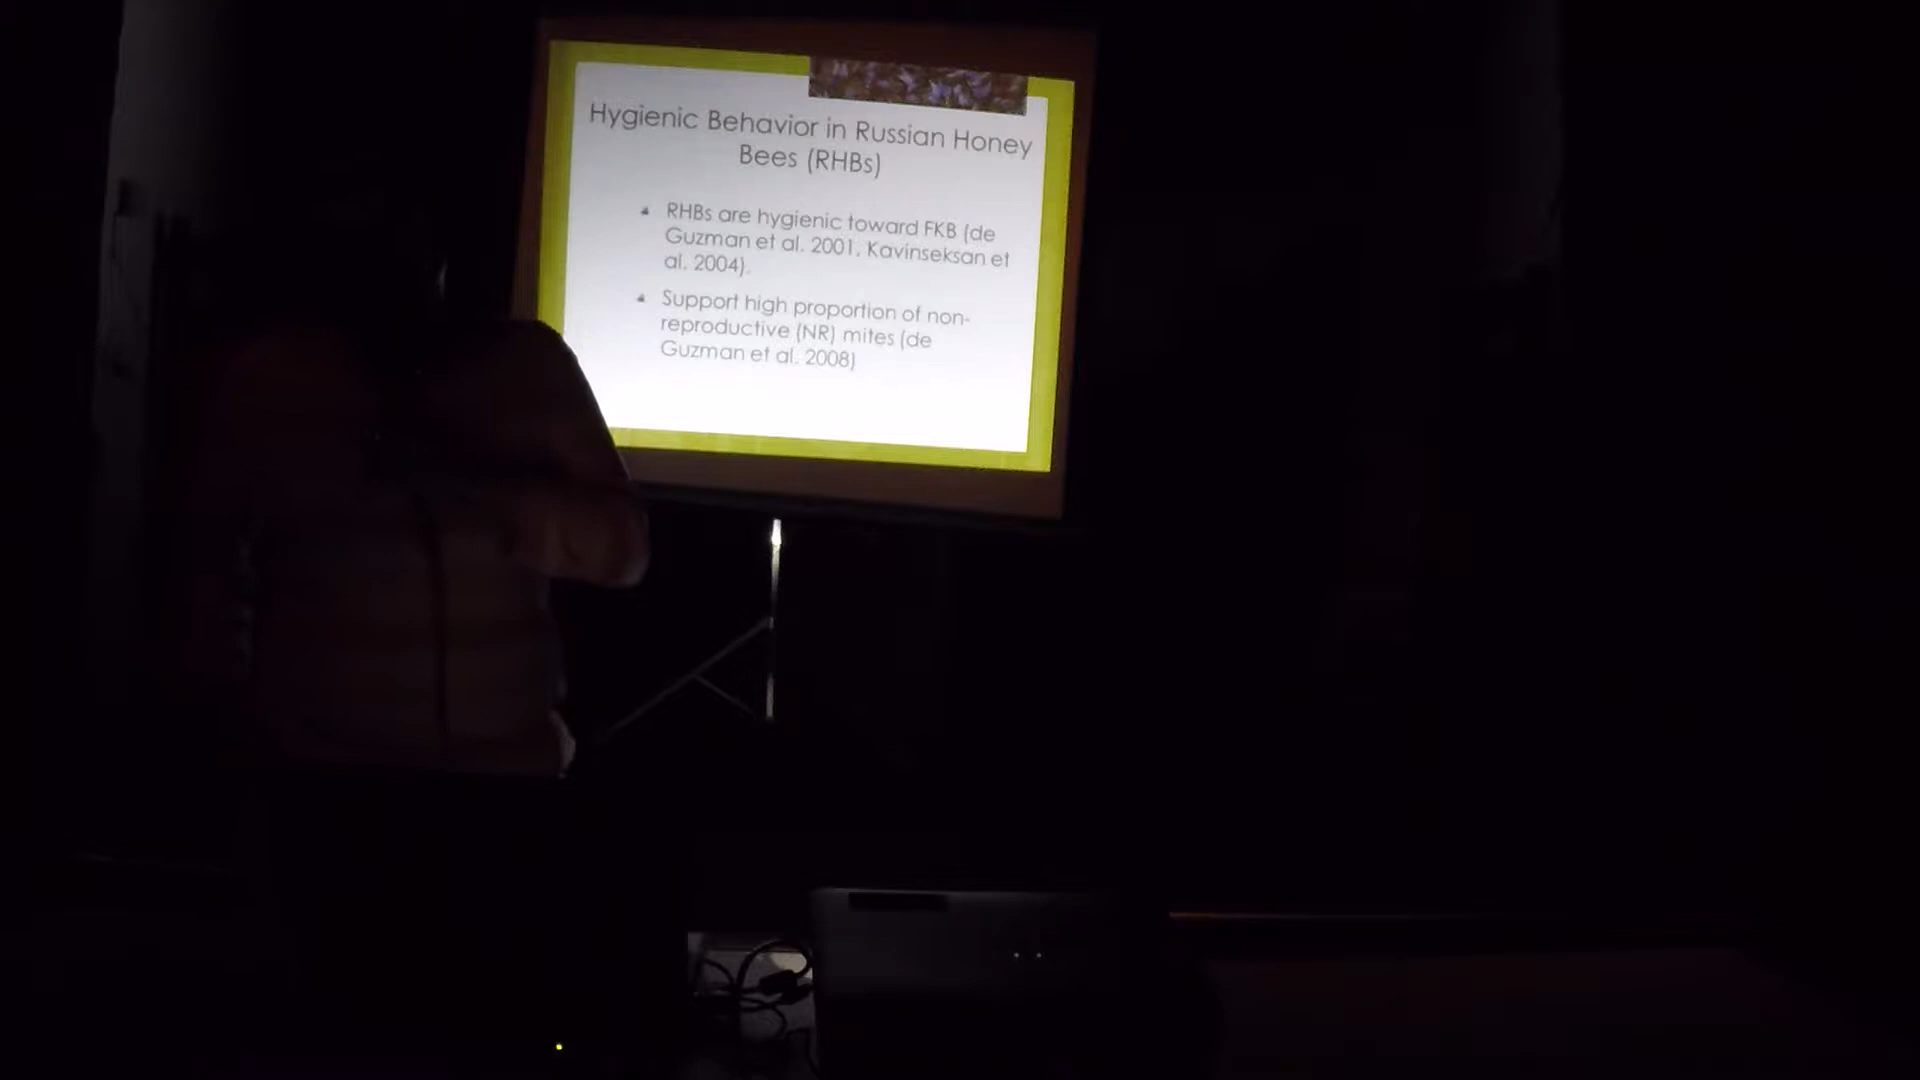 Hygienic Behavior in Russian Honey
Bees (RHBs)
RHBs are hygienic toward FKB (de
Guzman et al. 2001, Kavinseksan et
al. 2004).
Support high proportion of non-
reproductive (NR) mites (de
Guzman et al. 2008)